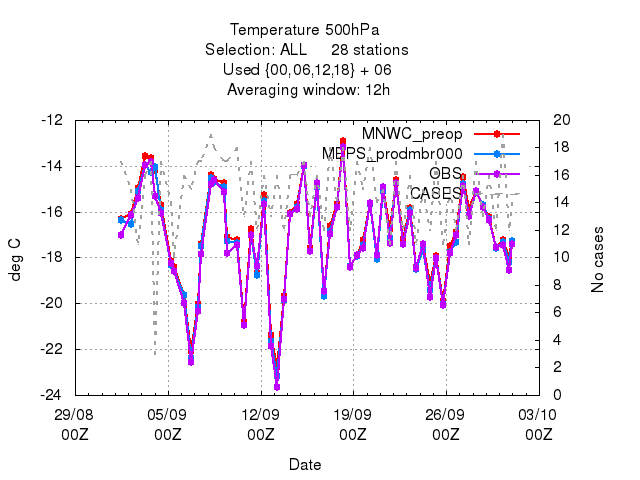 Temperature 500hPa
Selection: ALL 28 stations
Used {00,06,12,18} + 06
Averaging window: 12h
MNWC_preop
MEPS_prodmbr000
OBS
CASES
-12
-14
-16
-18
-20
-22
-24
deg C
20
18
16
14
12
10
8
6
4
2
0
No cases
29/08 05/09 12/09 19/09 26/09 03/10
00Z 00Z 00Z 00Z 00Z 00Z
Date